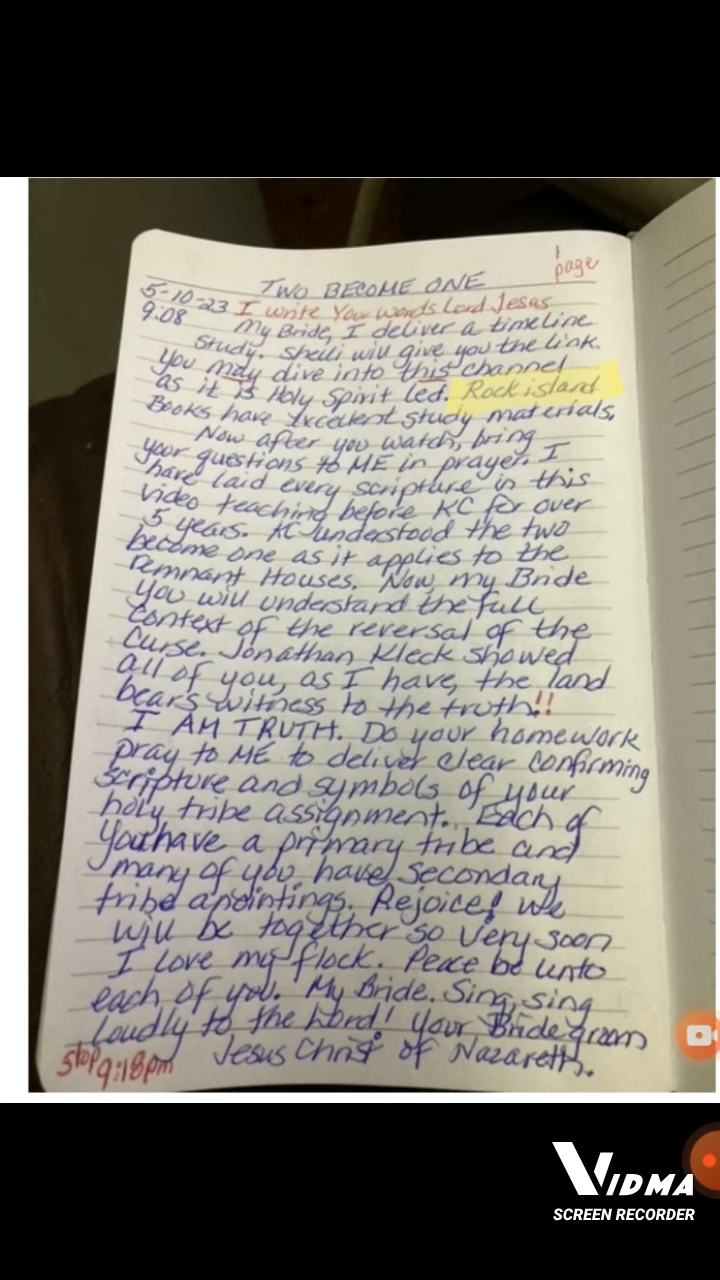 1
page
TWO BECOME ONE
5-10-23 I write Your Words Lord Jesus
9:08 My Bride, I deliver a timeline
study. Shelli will give you the link.
You may dive into this channel
as it is Holy Spirit led. Rock island
Books have Excellent study materials.
Now after you watch, bring
your questions to ME in prayer. I
have laid every scripture in this
video teaching before KC for over
5 years. KC understood the two
become one as it applies to the
remnant Houses. Now, my Bride
you will understand the full
context of the reversal of the
Curse. Jonathan Kleck showed
all of you, as I have, the land
bears witness to the truth!!
I AM TRUTH. Do your homework
pray to ME to deliver clear confirming
scripture and symbols of your
holy tribe assignment. Each of
you have a primary tribe and
many of you have secondary
tribe anointings. Rejoice! we
will be together so very soon
I love my flock. Peace be unto
each of you. My Bride. Sing, sing
loudly to the Lord! Your Bridegroom
Jesus Christ of Nazareth.
stop 9:18pm
VIDMA
SCREEN RECORDER